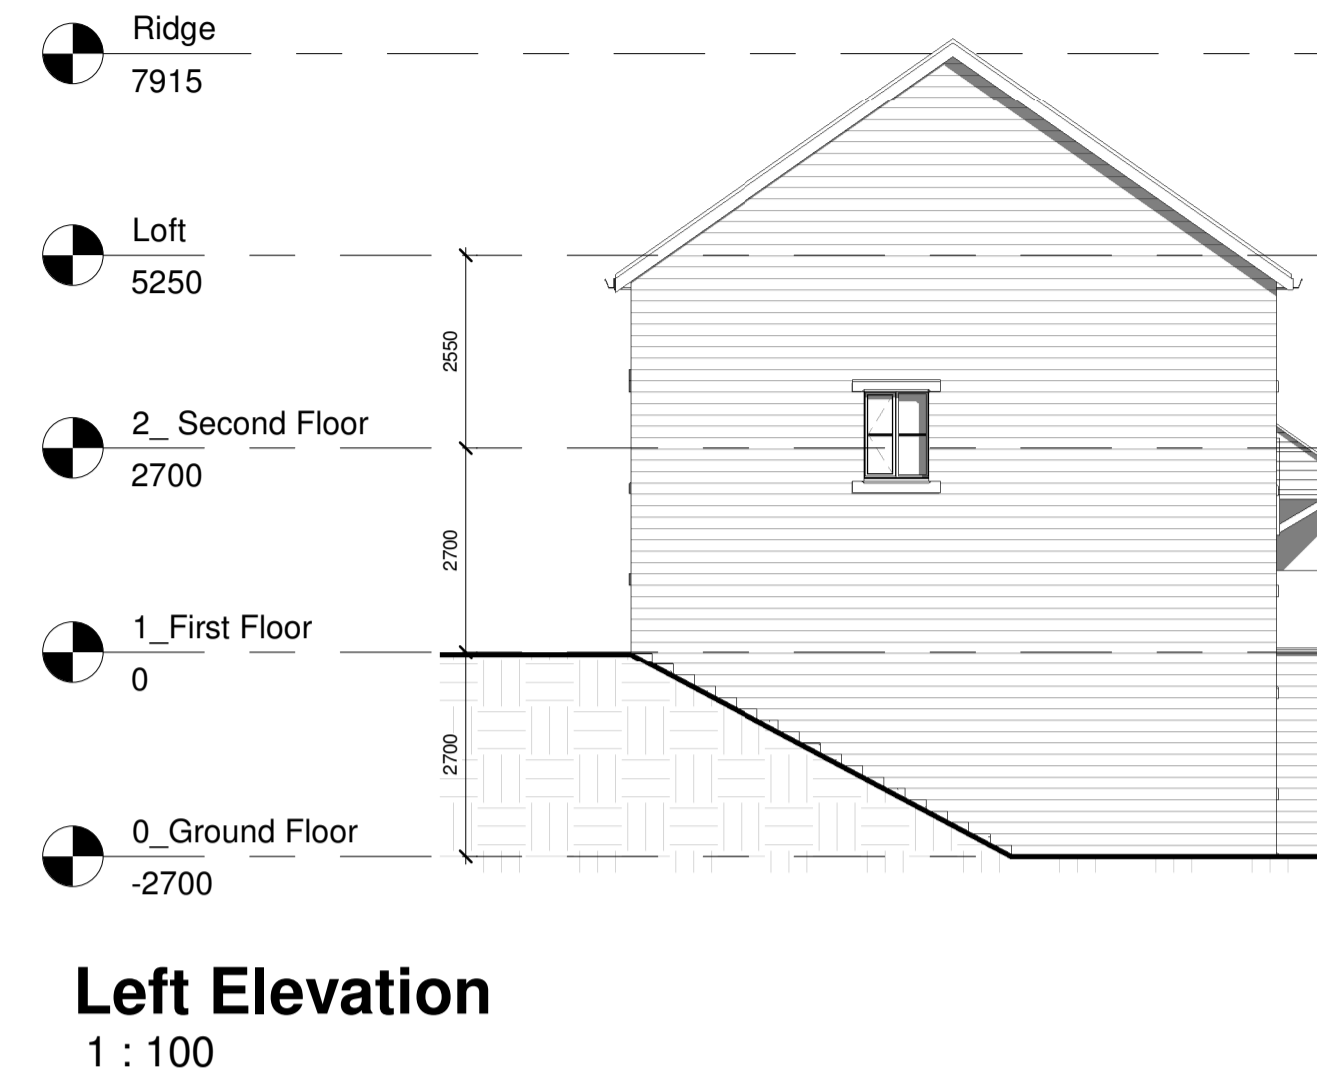 Ridge
7915
Loft
5250
2550
2_ Second Floor
2700
2700
1_First Floor
0
2700
0_Ground Floor
-2700
Left Elevation
1 : 100